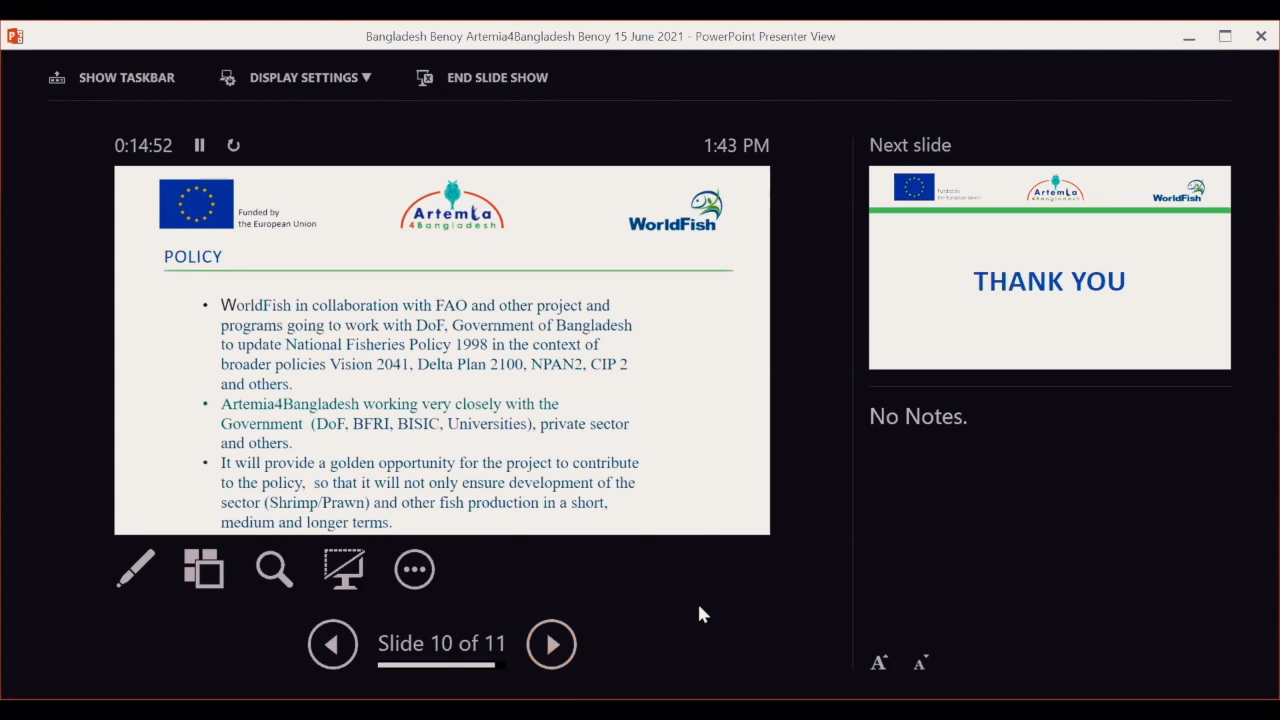 Bangladesh Benoy Artemia4Bangladesh Benoy 15 June 2021 - PowerPoint Presenter View
SHOW TASKBAR
DISPLAY SETTINGS ▼
END SLIDE SHOW
0:14:52
1:43 PM
Funded by
the European Union
Artemia
4Bangladesh
WorldFish
POLICY
• WorldFish in collaboration with FAO and other project and
programs going to work with DoF, Government of Bangladesh
to update National Fisheries Policy 1998 in the context of
broader policies Vision 2041, Delta Plan 2100, NPAN2, CIP 2
and others.
• Artemia4Bangladesh working very closely with the
Government (DoF, BFRI, BISIC, Universities), private sector
and others.
• It will provide a golden opportunity for the project to contribute
to the policy, so that it will not only ensure development of the
sector (Shrimp/Prawn) and other fish production in a short,
medium and longer terms.
Slide 10 of 11
Next slide
Funded by
the European Union
Artemia
4Bangladesh
WorldFish
THANK YOU
No Notes.
A A